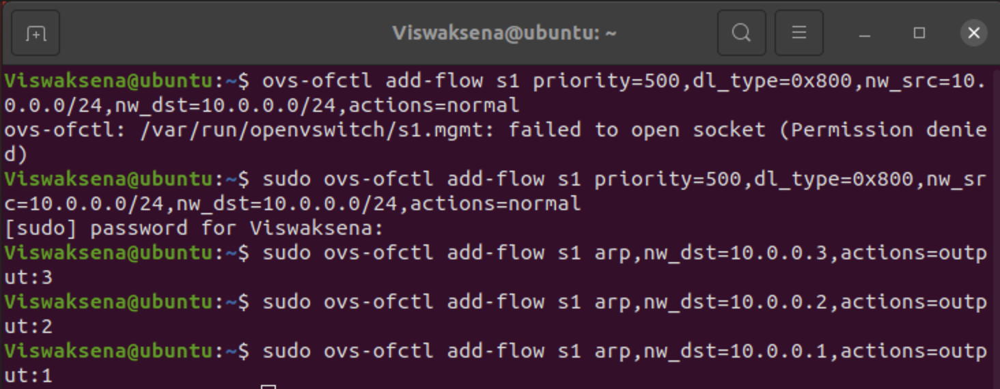 Viswaksena@ubuntu: ~
Viswaksena@ubuntu:~$ ovs-ofctl add-flow s1 priority=500,dl_type=0x800,nw_src=10.
0.0.0/24,nw_dst=10.0.0.0/24,actions=normal
ovs-ofctl: /var/run/openvswitch/s1.mgmt: failed to open socket (Permission denie
d)
Viswaksena@ubuntu:~$ sudo ovs-ofctl add-flow s1 priority=500,dl_type=0x800,nw_sr
c=10.0.0.0/24,nw_dst=10.0.0.0/24,actions=normal
[sudo] password for Viswaksena:
Viswaksena@ubuntu:~$ sudo ovs-ofctl add-flow s1 arp,nw_dst=10.0.0.3,actions=outp
ut:3
Viswaksena@ubuntu:~$ sudo ovs-ofctl add-flow s1 arp,nw_dst=10.0.0.2,actions=outp
ut:2
Viswaksena@ubuntu:~$ sudo ovs-ofctl add-flow s1 arp,nw_dst=10.0.0.1,actions=outp
ut:1